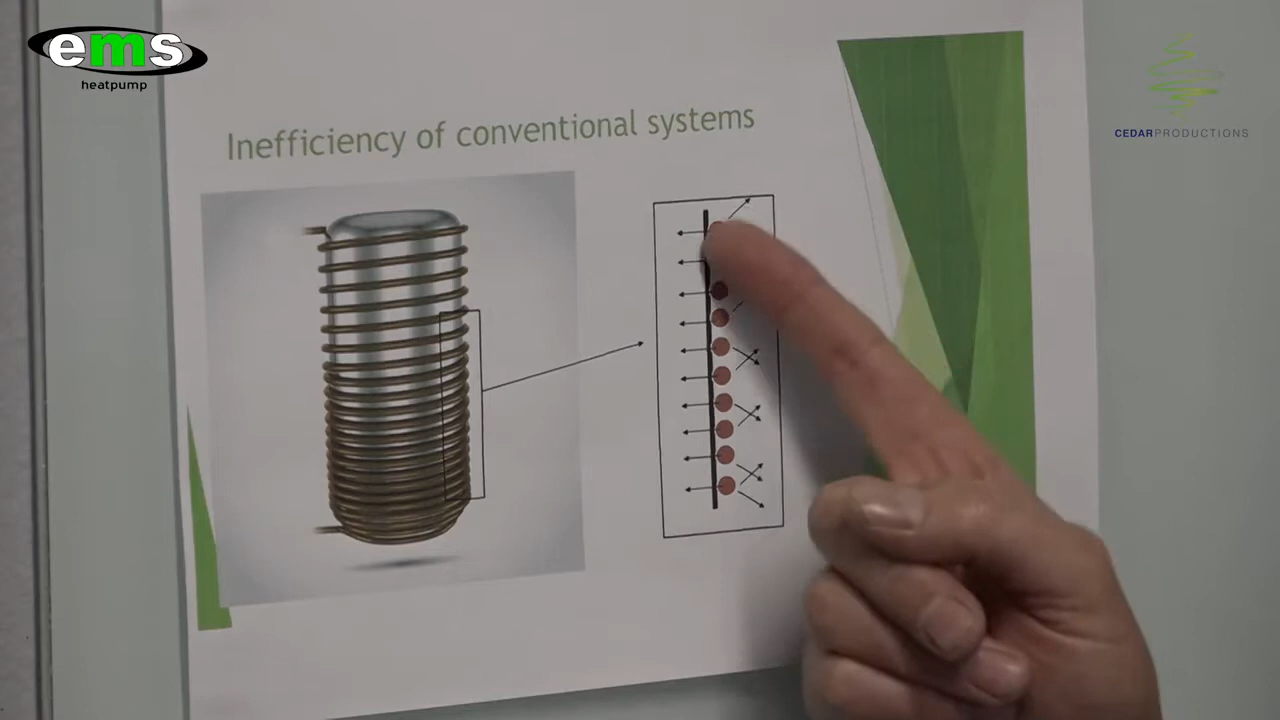 ems
heatpump
CEDARPRODUCTIONS
Inefficiency of conventional systems